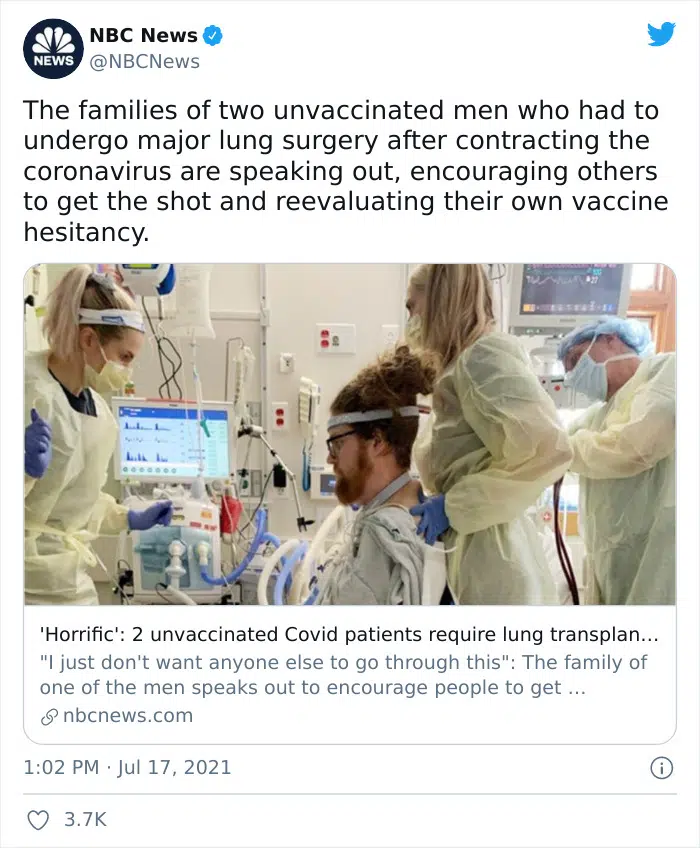 NBC News
@NBCNews
NEWS
The families of two unvaccinated men who had to
undergo major lung surgery after contracting the
coronavirus are speaking out, encouraging others
to get the shot and reevaluating their own vaccine
hesitancy.
'Horrific': 2 unvaccinated Covid patients require lung transplan...
"I just don't want anyone else to go through this": The family of
one of the men speaks out to encourage people to get ...
nbcnews.com
1:02 PM · Jul 17, 2021
3.7K